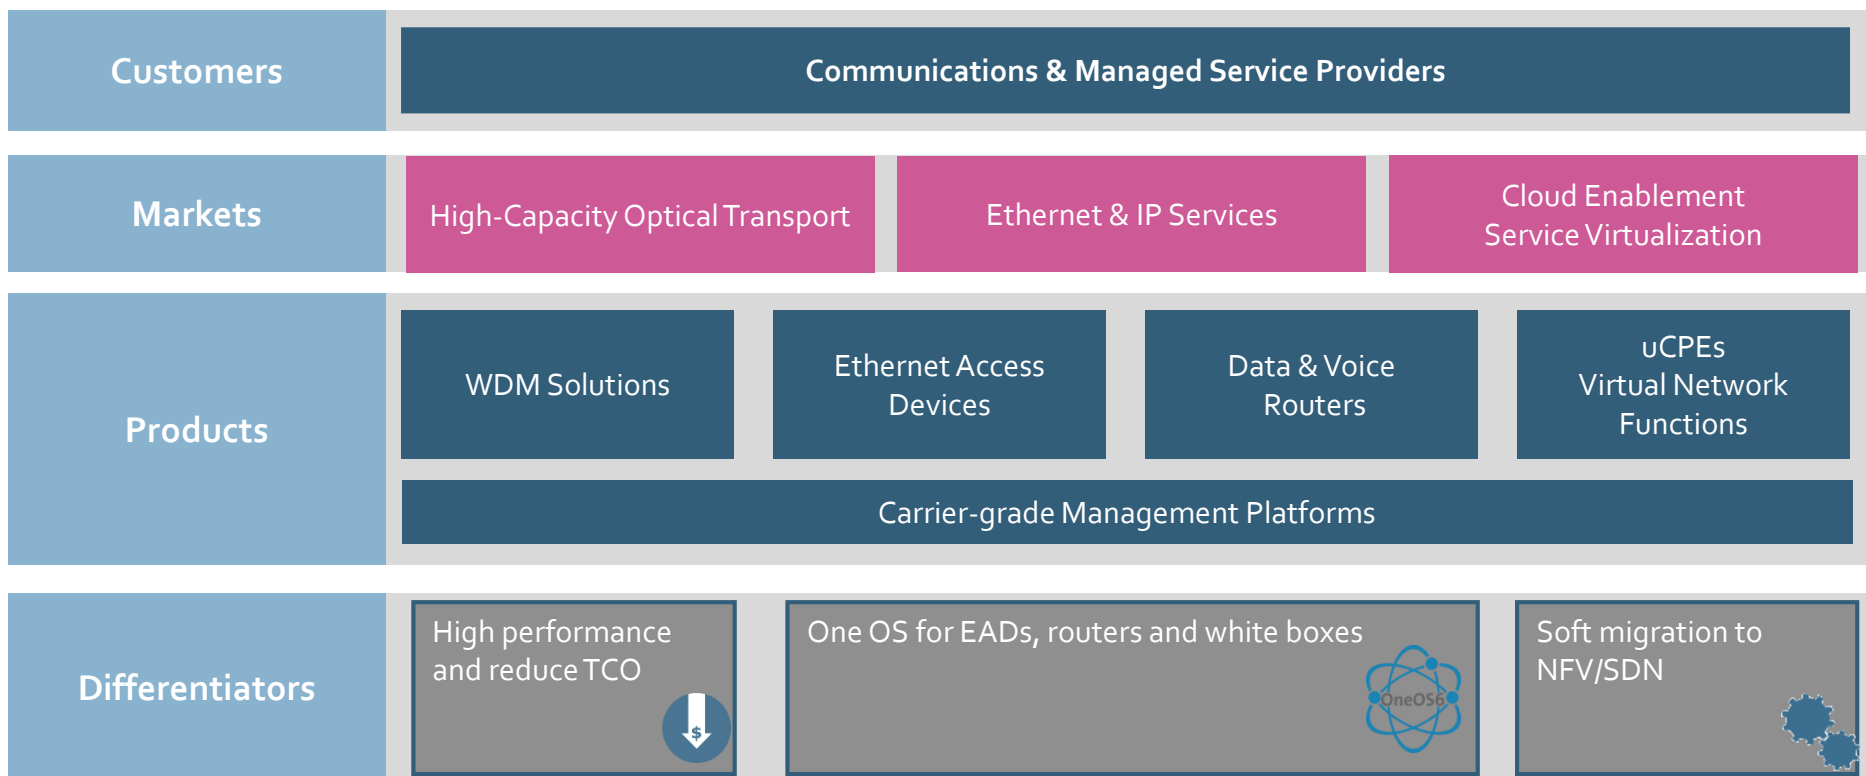 Customers
Communications & Managed Service Providers
Markets
High-Capacity Optical Transport
Ethernet & IP Services
Cloud Enablement
Service Virtualization
Products
WDM Solutions
Ethernet Access
Devices
Data & Voice
Routers
uCPEs
Virtual Network
Functions
Carrier-grade Management Platforms
Differentiators
High performance
and reduce TCO
$
One OS for EADs, routers and white boxes
OneOS6
Soft migration to
NFV/SDN